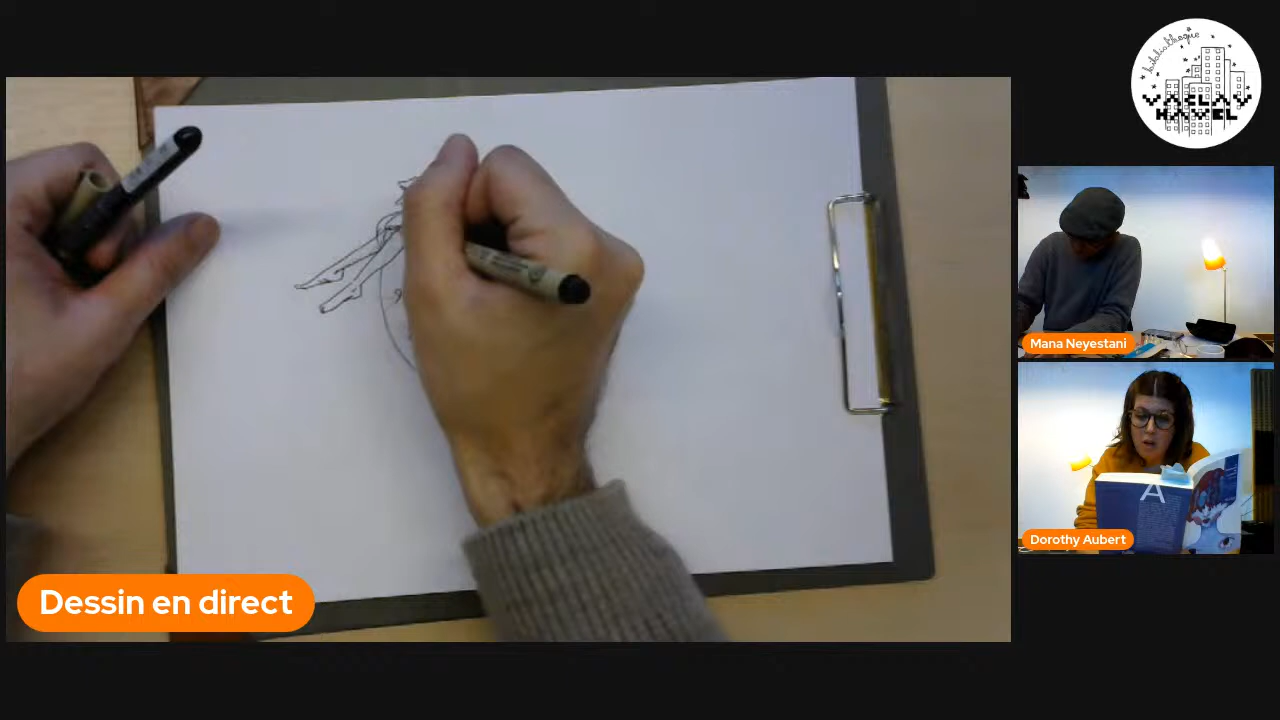 bibliothèque
VACLAV
HAVEL
Mana Neyestani
A
Dorothy Aubert
Dessin en direct